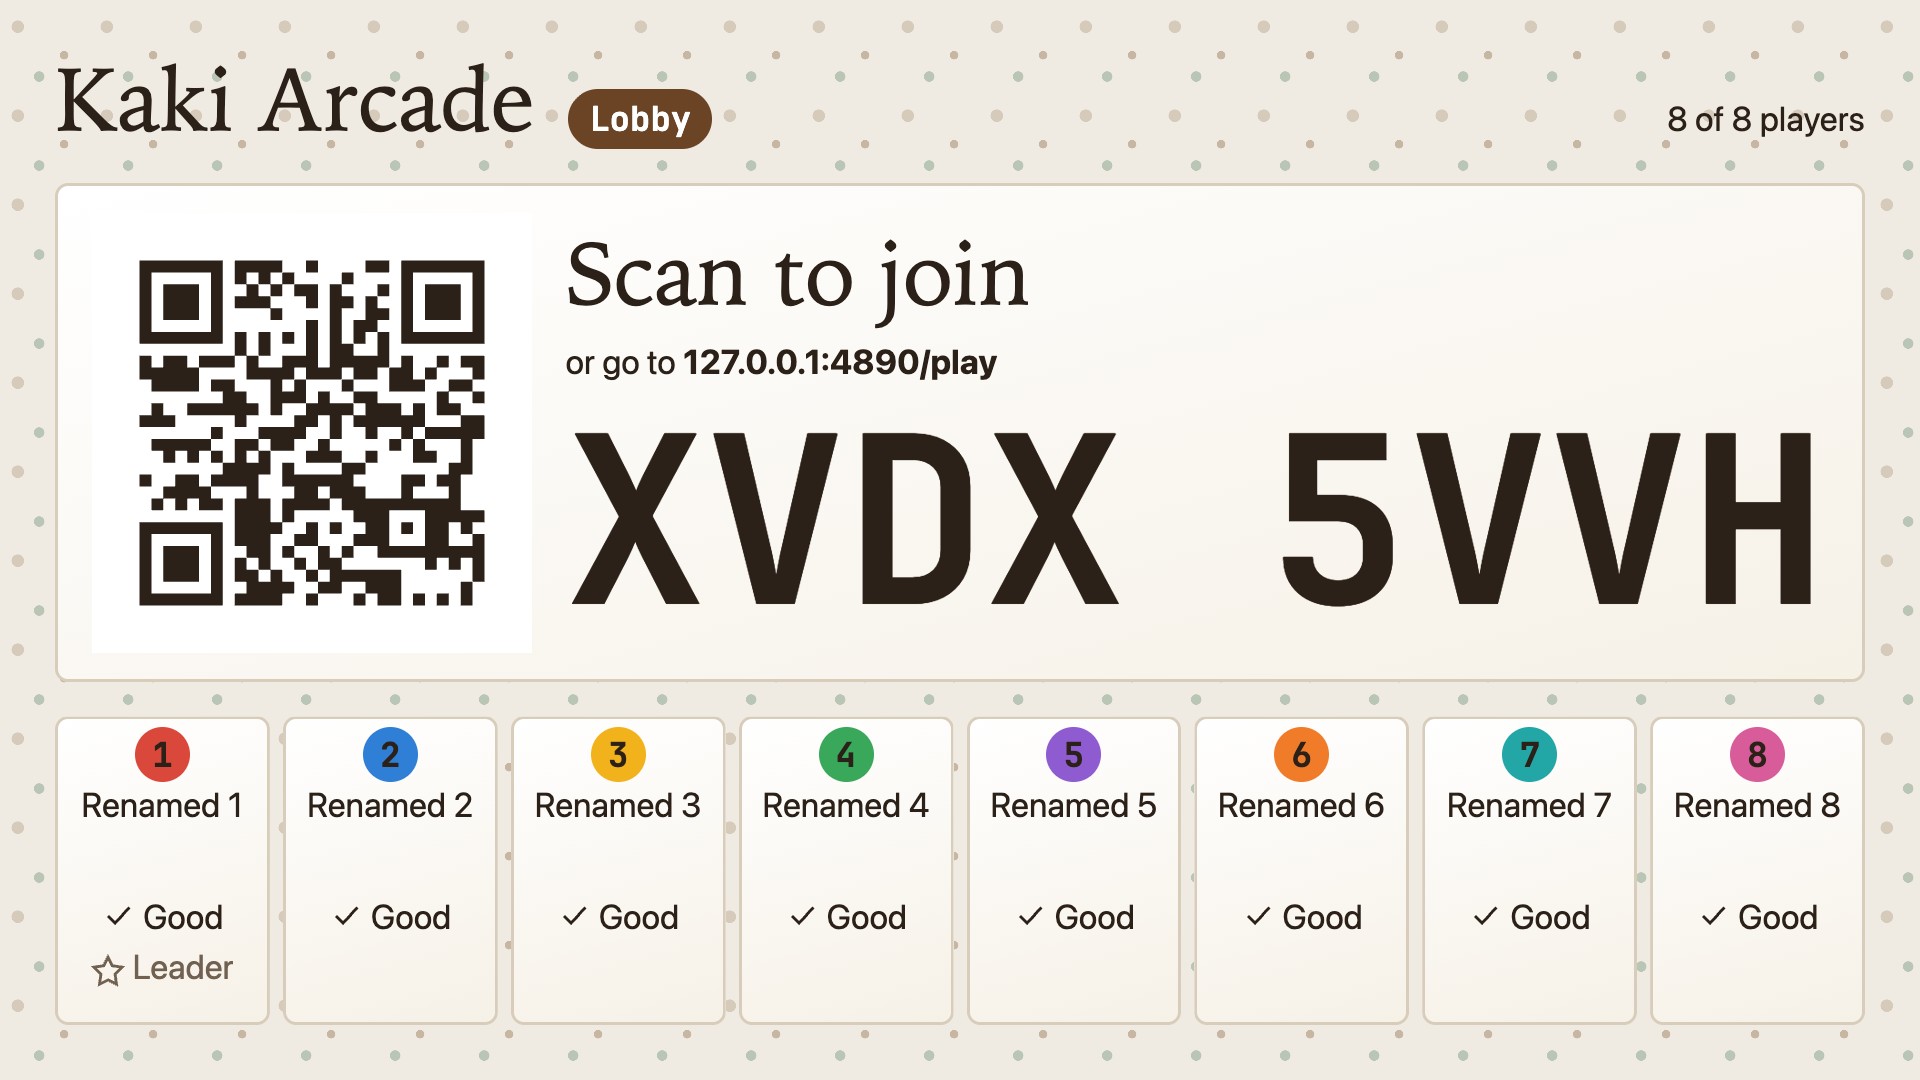 Kaki Arcade
Lobby
8 of 8 players
Scan to join
or go to 127.0.0.1:4890/play
XVDX 5VVH
1
Renamed 1
Good
Leader
2
Renamed 2
Good
3
Renamed 3
Good
4
Renamed 4
Good
5
Renamed 5
Good
6
Renamed 6
Good
7
Renamed 7
Good
8
Renamed 8
Good